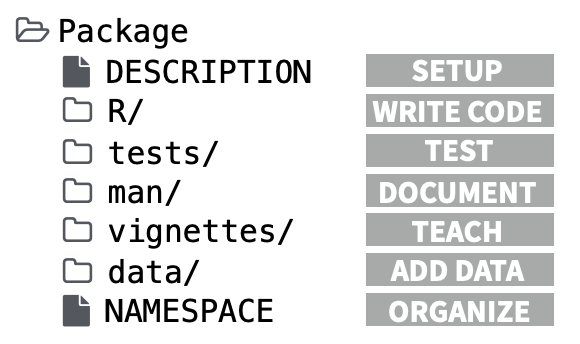 Package
DESCRIPTION SETUP
R/ WRITE CODE
tests/ TEST
man/ DOCUMENT
vignettes/ TEACH
data/ ADD DATA
NAMESPACE ORGANIZE